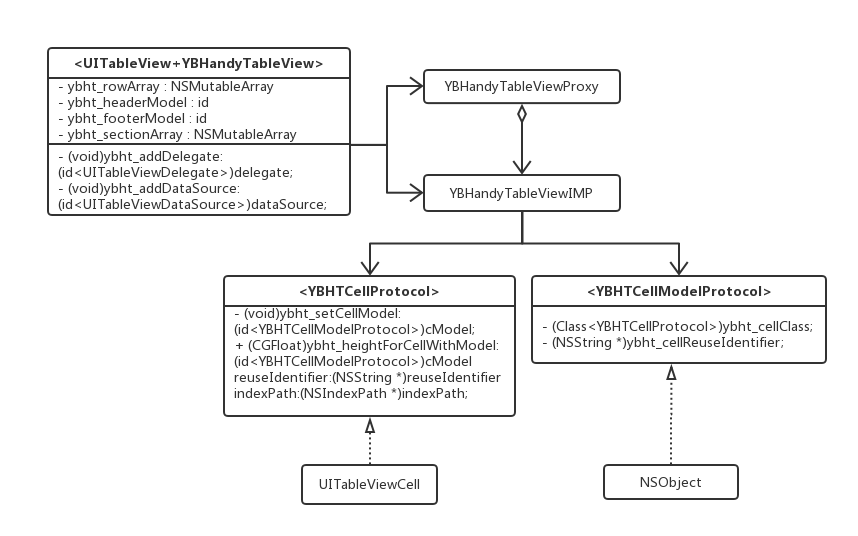 <UITableView+YBHandyTableView>
- ybht_rowArray : NSMutableArray
- ybht_headerModel : id
- ybht_footerModel : id
- ybht_sectionArray : NSMutableArray
- (void)ybht_addDelegate:
(id<UITableViewDelegate>)delegate;
- (void)ybht_addDataSource:
(id<UITableViewDataSource>)dataSource;
YBHandyTableViewProxy
YBHandyTableViewIMP
<YBHTCellProtocol>
- (void)ybht_setCellModel:
(id<YBHTCellModelProtocol>)cModel;
+ (CGFloat)ybht_heightForCellWithModel:
(id<YBHTCellModelProtocol>)cModel
reuseIdentifier:(NSString *)reuseIdentifier
indexPath:(NSIndexPath *)indexPath;
<YBHTCellModelProtocol>
- (Class<YBHTCellProtocol>)ybht_cellClass;
- (NSString *)ybht_cellReuseIdentifier;
UITableViewCell
NSObject